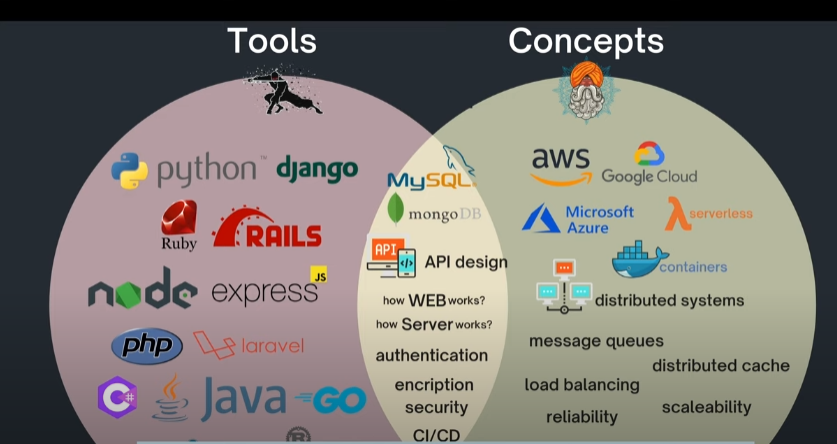 Tools
Concepts
python™ django
MySQL
aws
Google Cloud
mongoDB
Microsoft
Azure
serverless
Ruby
RAILS
API
</>
API design
containers
node
express
JS
how WEB works?
distributed systems
how Server works?
php
laravel
authentication
message queues
distributed cache
C#
Java
GO
encription
security
load balancing
reliability
scaleability
CI/CD
R